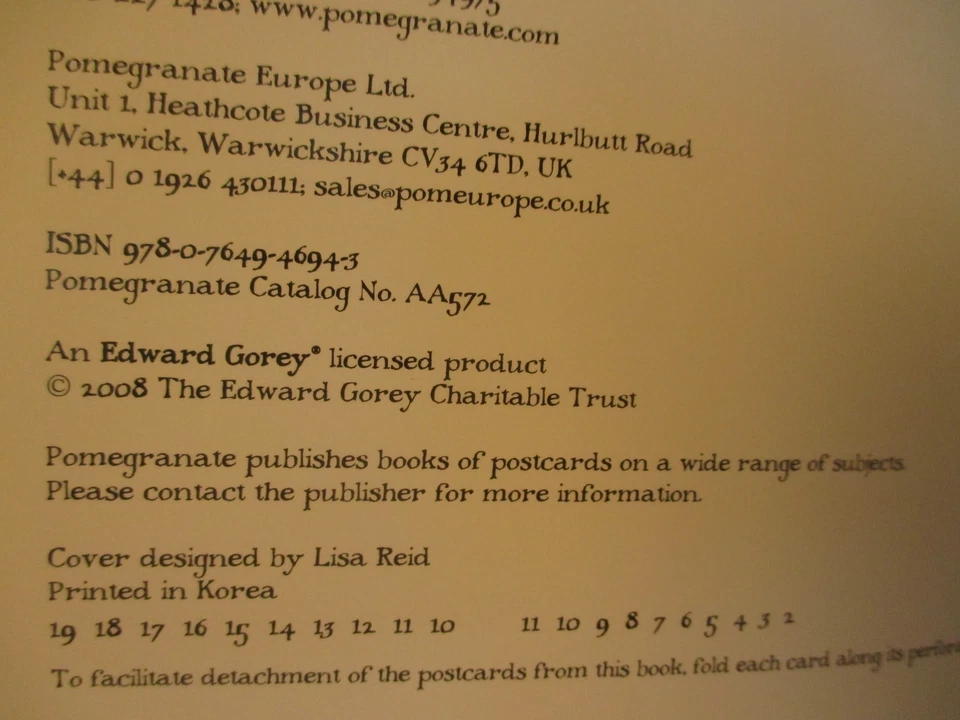 1428; www.pomegranate.com
Pomegranate Europe Ltd.
Unit 1, Heathcote Business Centre, Hurlbutt Road
Warwick, Warwickshire CV34 6TD, UK
[+44] 0 1926 430111; sales@pomeurope.co.uk
ISBN 978-0-7649-4694-3
Pomegranate Catalog No. AA572
An Edward Gorey® licensed product
© 2008 The Edward Gorey Charitable Trust
Pomegranate publishes books of postcards on a wide range of subjects.
Please contact the publisher for more information.
Cover designed by Lisa Reid
Printed in Korea
19 18 17 16 15 14 13 12 11 10 11 10 9 8 7 6 5 4 3 2
To facilitate detachment of the postcards from this book, fold each card along its